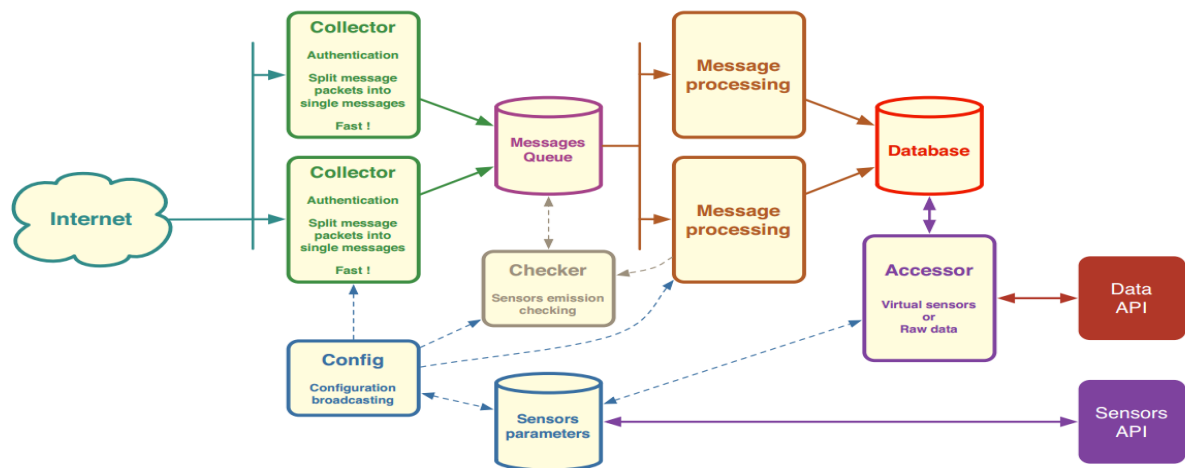 Collector
Authentication
Split message
packets into
single messages
Fast !
Message
processing
Messages
Queue
Database
Internet
Collector
Authentication
Split message
packets into
single messages
Fast !
Message
processing
Checker
Sensors emission
checking
Accessor
Virtual sensors
or
Raw data
Data
API
Config
Configuration
broadcasting
Sensors
parameters
Sensors
API